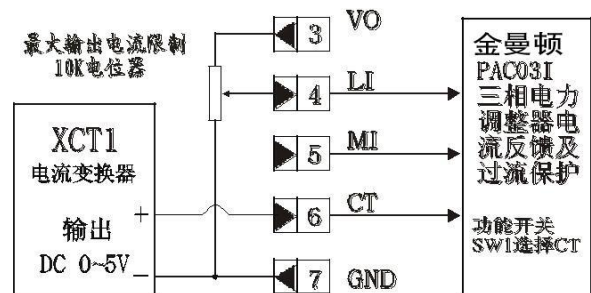 最大输出电流限制
10K电位器
XCT1
电流变换器
输出
DC 0~5V
+
−
3
VO
4
LI
5
MI
6
CT
7
GND
金曼顿
PAC03I
三相电力
调整器电
流反馈及
过流保护
功能开关
SW1选择CT